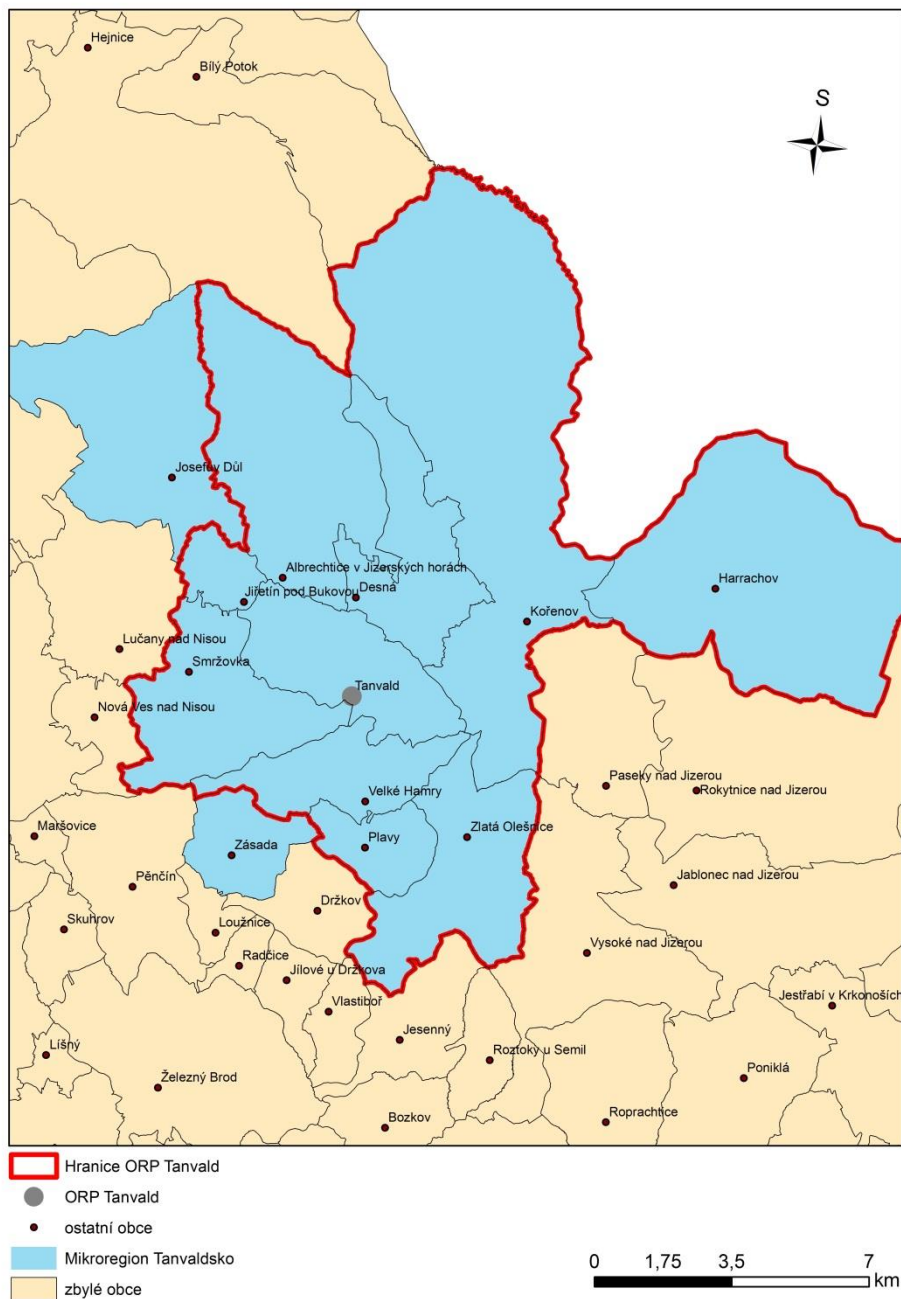 Hejnice
Bílý Potok
S
Josefův Důl
Albrechtice v Jizerských horách
Desná
Jiřetín pod Bukovou
Harrachov
Kořenov
Lučany nad Nisou
Smržovka
Tanvald
Nová Ves nad Nisou
Paseky nad Jizerou
Rokytnice nad Jizerou
Velké Hamry
Maršovice
Zásada
Plavy
Zlatá Olešnice
Pěnčín
Jablonec nad Jizerou
Držkov
Skuhrov
Loužnice
Vysoké nad Jizerou
Radčice
Jílové u Držkova
Vlastiboř
Jestřabí v Krkonoších
Jesenný
Líšný
Roztoky u Semil
Železný Brod
Poniklá
Bozkov
Roprachtice
Hranice ORP Tanvald
ORP Tanvald
ostatní obce
Mikroregion Tanvaldsko
zbylé obce
0 1,75 3,5 7
km